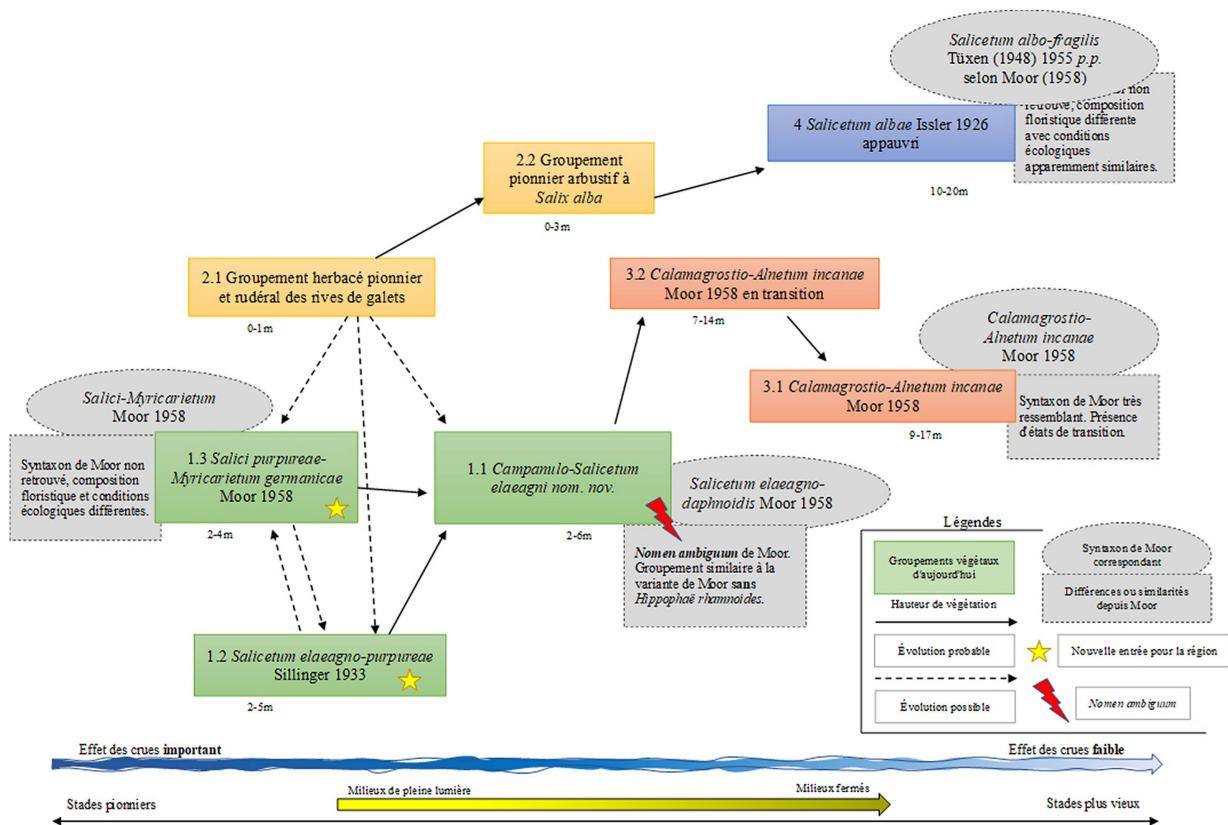 Salicetum albo-fragilis
Tüxen (1948) 1955 p.p.
selon Moor (1958)
non
retrouvé, composition
floristique différente
avec conditions
écologiques
apparemment similaires.
4 Salicetum albae Issler 1926
appauvri
10-20m
2.2 Groupement
pionnier arbustif à
Salix alba
0-3m
2.1 Groupement herbacé pionnier
et rudéral des rives de galets
0-1m
3.2 Calamagrostio-Alnetum incanae
Moor 1958 en transition
7-14m
Calamagrostio-
Alnetum incanae
Moor 1958
3.1 Calamagrostio-Alnetum incanae
Moor 1958
9-17m
Syntaxon de Moor très
ressemblant. Présence
d'états de transition.
Salici-Myricarietum
Moor 1958
Syntaxon de Moor non
retrouvé, composition
floristique et conditions
écologiques différentes.
1.3 Salici purpureae-
Myricarietum germanicae
Moor 1958
2-4m
1.1 Campanulo-Salicetum
elaeagni nom. nov.
2-6m
Salicetum elaeagno-
daphnoidis Moor 1958
Nomen ambiguum de Moor.
Groupement similaire à la
variante de Moor sans
Hippophaë rhamnoides.
1.2 Salicetum elaeagno-purpureae
Sillinger 1933
2-5m
Légendes
Groupements végétaux
d'aujourd'hui
Hauteur de végétation
Syntaxon de Moor
correspondant
Différences ou similarités
depuis Moor
Évolution probable
Nouvelle entrée pour la région
Évolution possible
Nomen ambiguum
Effet des crues important
Effet des crues faible
Milieux de pleine lumière
Milieux fermés
Stades pionniers
Stades plus vieux